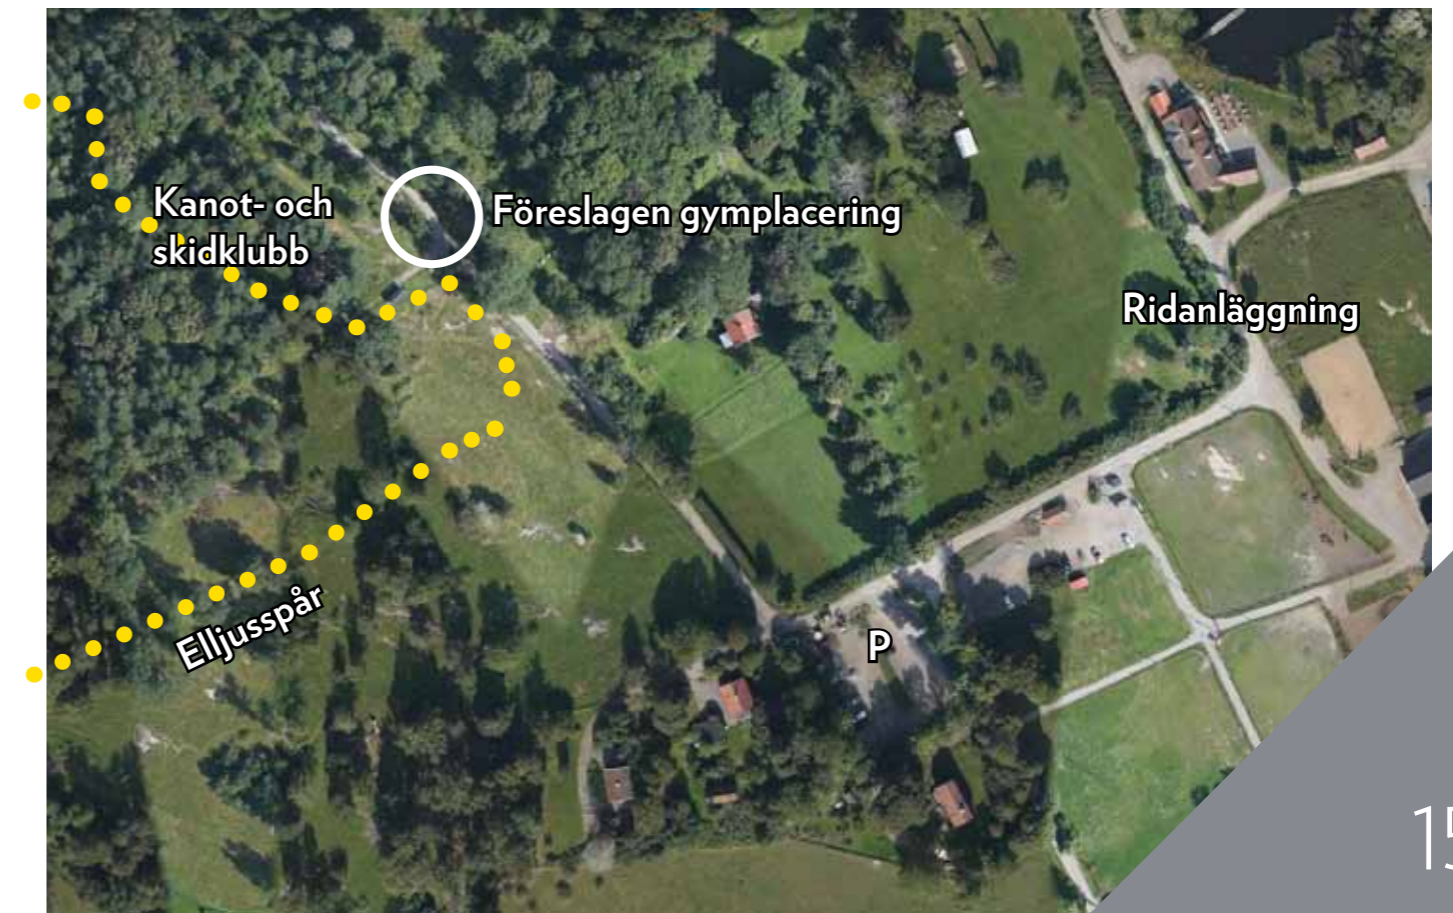 Kanot- och
skidklubb
Föreslagen gymplacering
Ridanläggning
Elljusspår
P
15